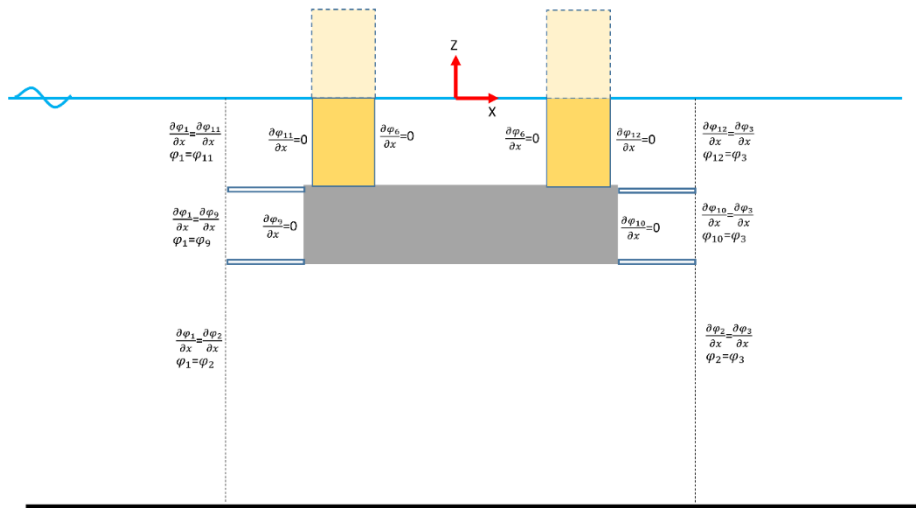 Z
X
∂φ₁/∂x=∂φ₁₁/∂x
φ₁=φ₁₁
∂φ₁₁/∂x=0
∂φ₆/∂x=0
∂φ₆/∂x=0
∂φ₁₂/∂x=0
∂φ₁₂/∂x=∂φ₃/∂x
φ₁₂=φ₃
∂φ₁/∂x=∂φ₉/∂x
φ₁=φ₉
∂φ₉/∂x=0
∂φ₁₀/∂x=0
∂φ₁₀/∂x=∂φ₃/∂x
φ₁₀=φ₃
∂φ₁/∂x=∂φ₂/∂x
φ₁=φ₂
∂φ₂/∂x=∂φ₃/∂x
φ₂=φ₃